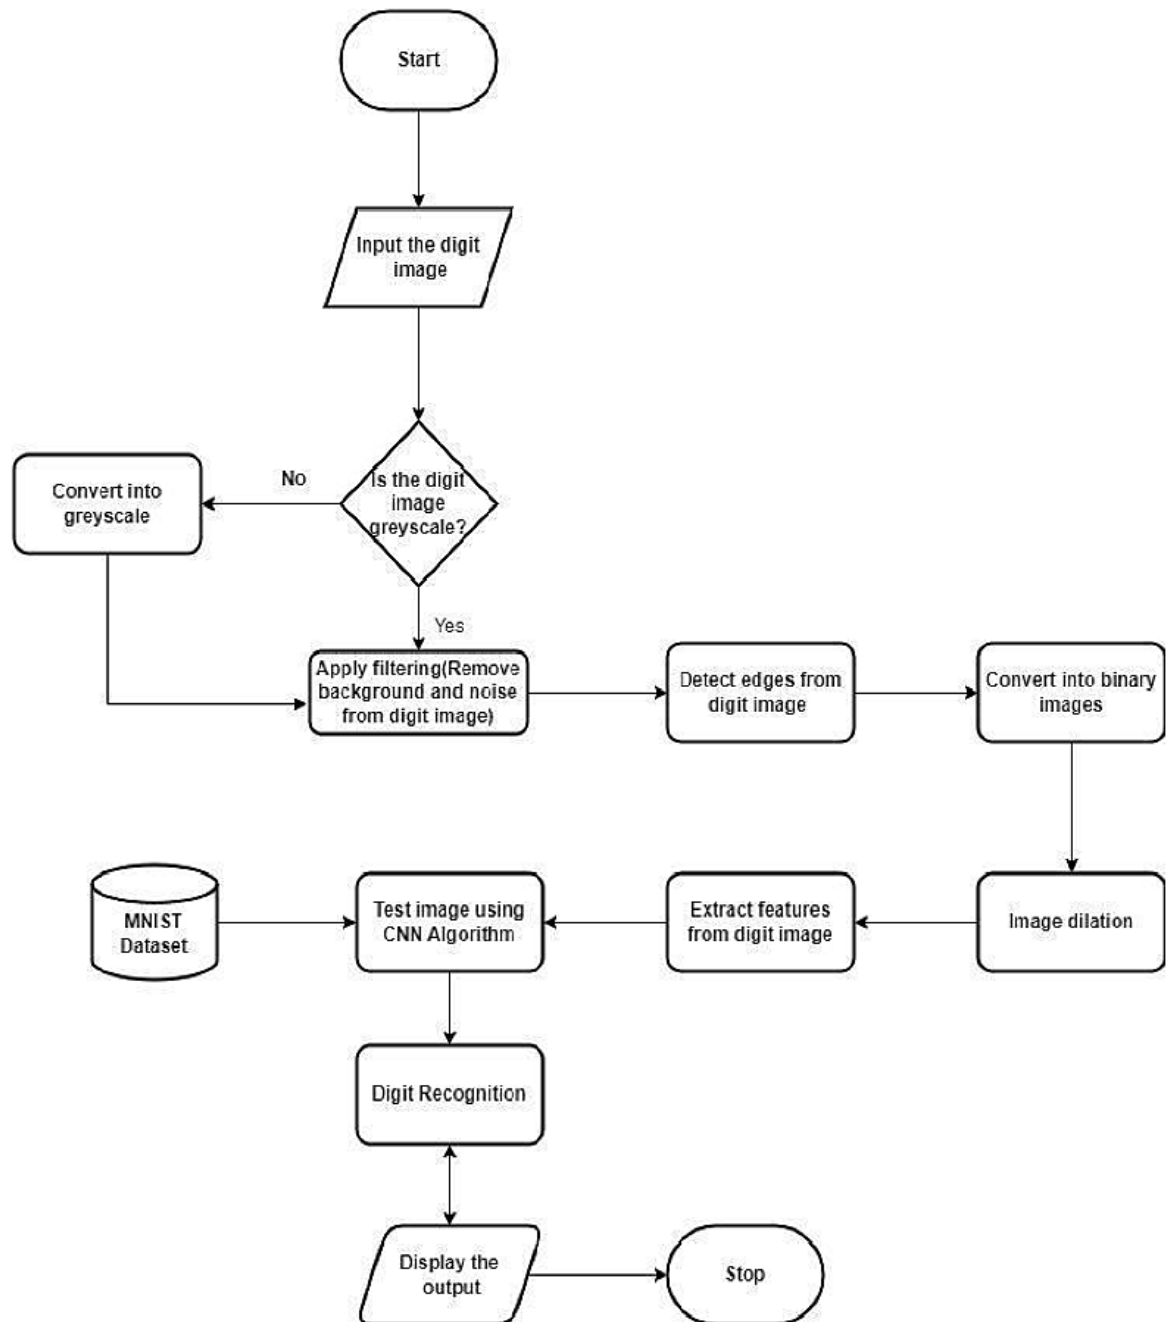 Start
Input the digit
image
Is the digit
image
greyscale?
No
Convert into
greyscale
Yes
Apply filtering(Remove
background and noise
from digit image)
Detect edges from
digit image
Convert into binary
images
Image dilation
Extract features
from digit image
Test image using
CNN Algorithm
MNIST
Dataset
Digit Recognition
Display the
output
Stop